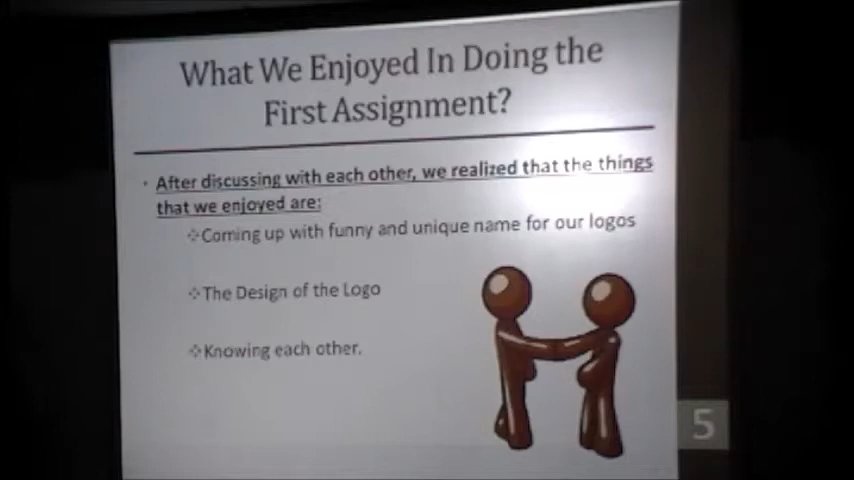 What We Enjoyed In Doing the
First Assignment?
• After discussing with each other, we realized that the things
that we enjoyed are:
❖Coming up with funny and unique name for our logos
❖The Design of the Logo
❖Knowing each other.
5